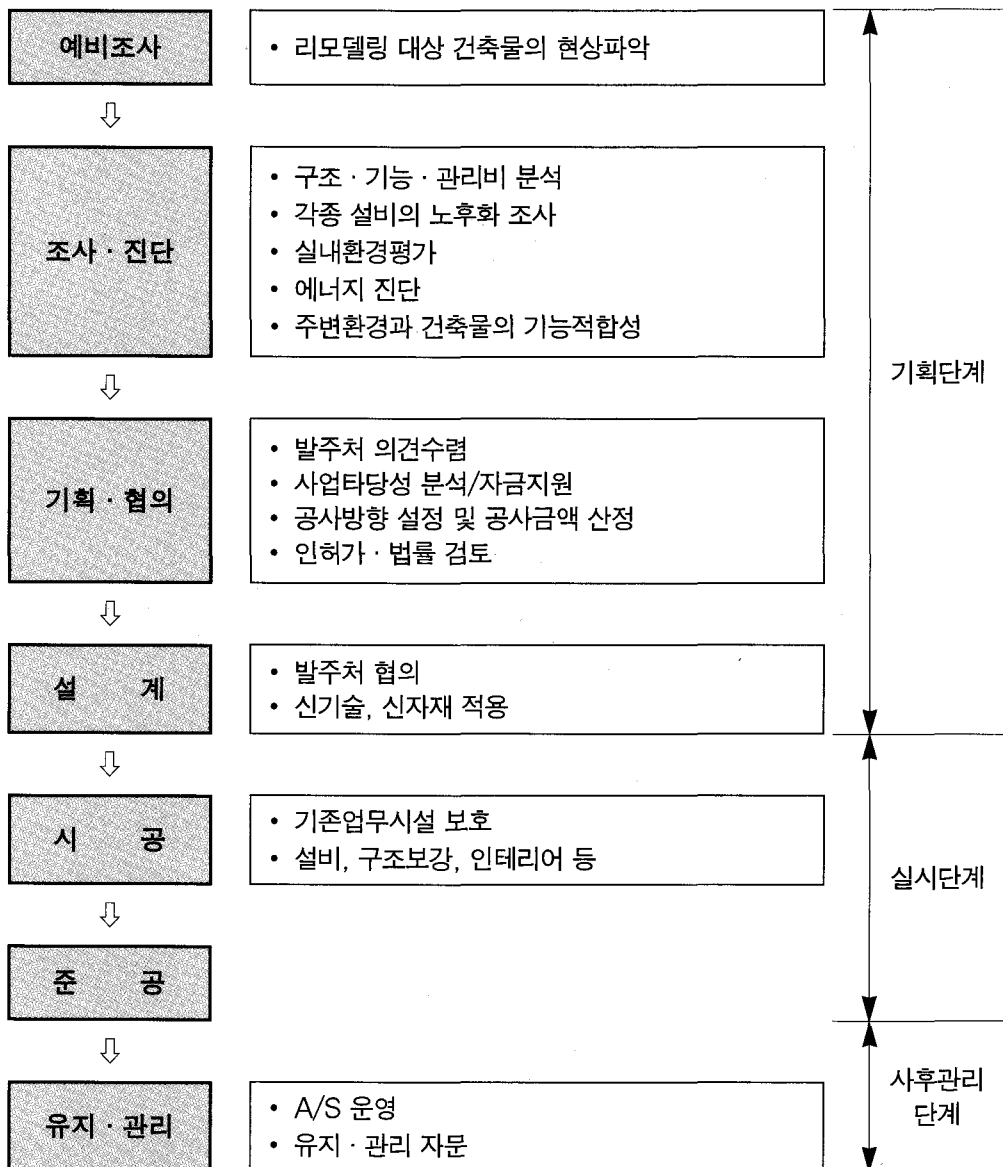 예비조사
• 리모델링 대상 건축물의 현상파악
조사 · 진단
• 구조 · 기능 · 관리비 분석
• 각종 설비의 노후화 조사
• 실내환경평가
• 에너지 진단
• 주변환경과 건축물의 기능적합성
기획단계
기획 · 협의
• 발주처 의견수렴
• 사업타당성 분석/자금지원
• 공사방향 설정 및 공사금액 산정
• 인허가 · 법률 검토
설 계
• 발주처 협의
• 신기술, 신자재 적용
시 공
• 기존업무시설 보호
• 설비, 구조보강, 인테리어 등
실시단계
준 공
유지 · 관리
• A/S 운영
• 유지 · 관리 자문
사후관리
단계